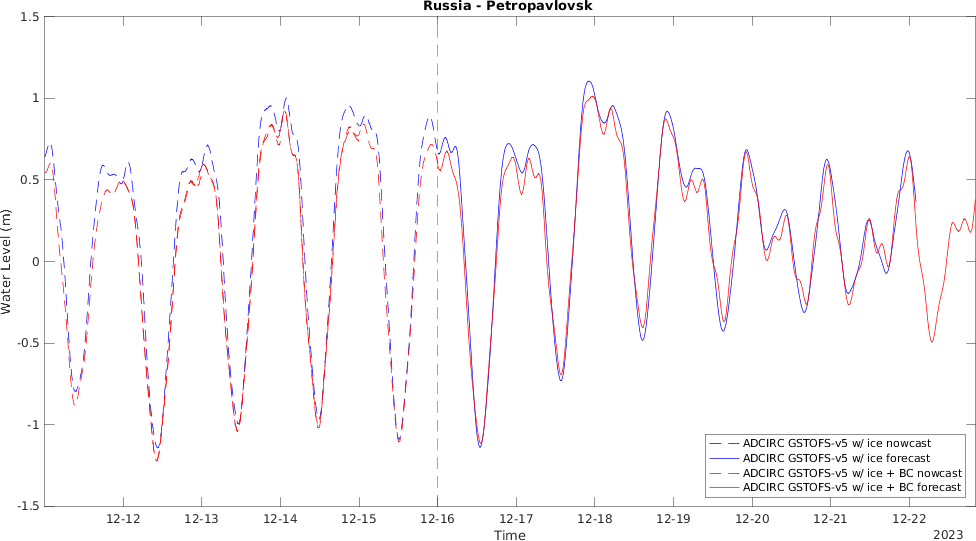 Russia - Petropavlovsk
1.5
1
0.5
0
-0.5
-1
-1.5
Water Level (m)
ADCIRC GSTOFS-v5 w/ ice nowcast
ADCIRC GSTOFS-v5 w/ ice forecast
ADCIRC GSTOFS-v5 w/ ice + BC nowcast
ADCIRC GSTOFS-v5 w/ ice + BC forecast
12-12 12-13 12-14 12-15 12-16 12-17 12-18 12-19 12-20 12-21 12-22
Time
2023